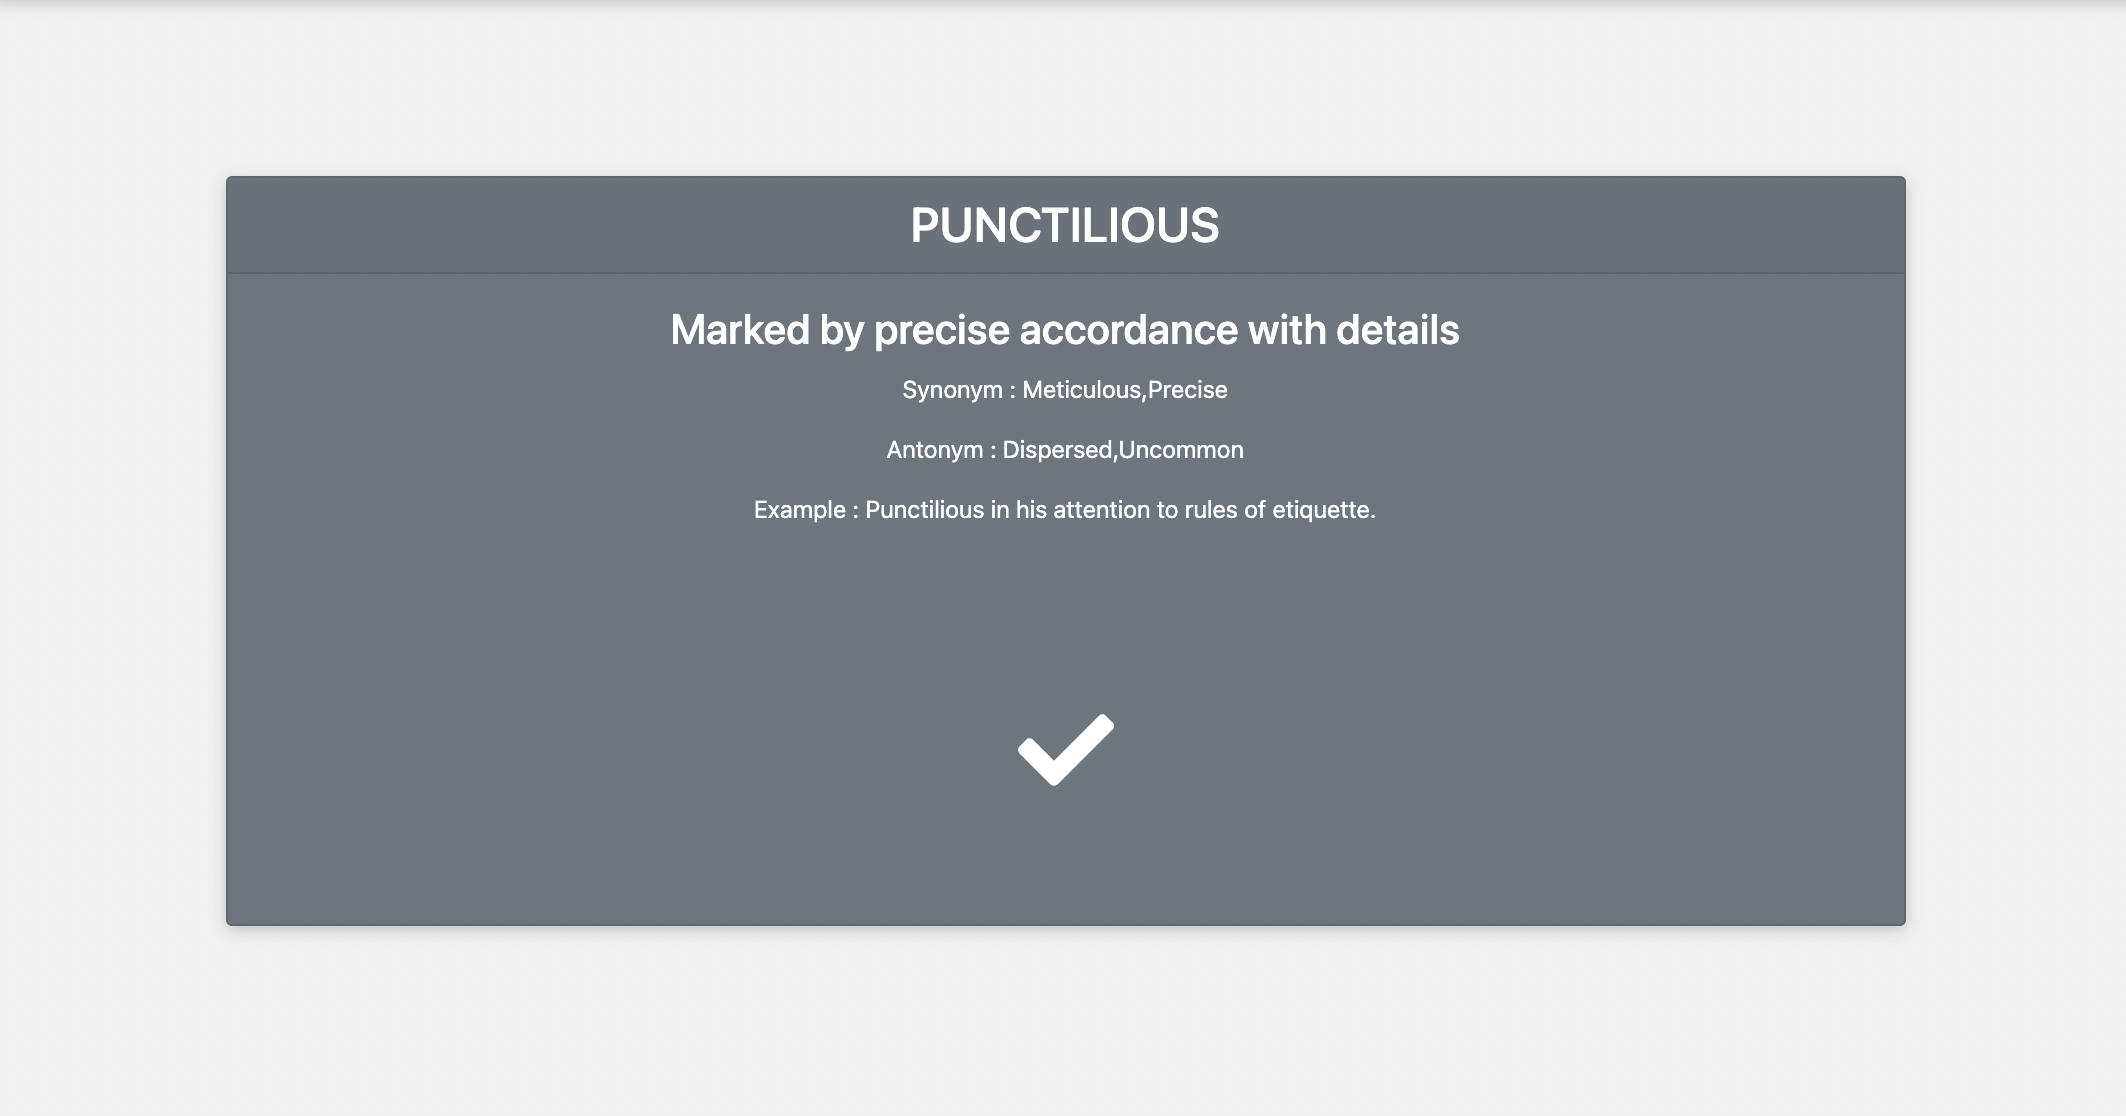 PUNCTILIOUS
Marked by precise accordance with details
Synonym : Meticulous,Precise
Antonym : Dispersed,Uncommon
Example : Punctilious in his attention to rules of etiquette.